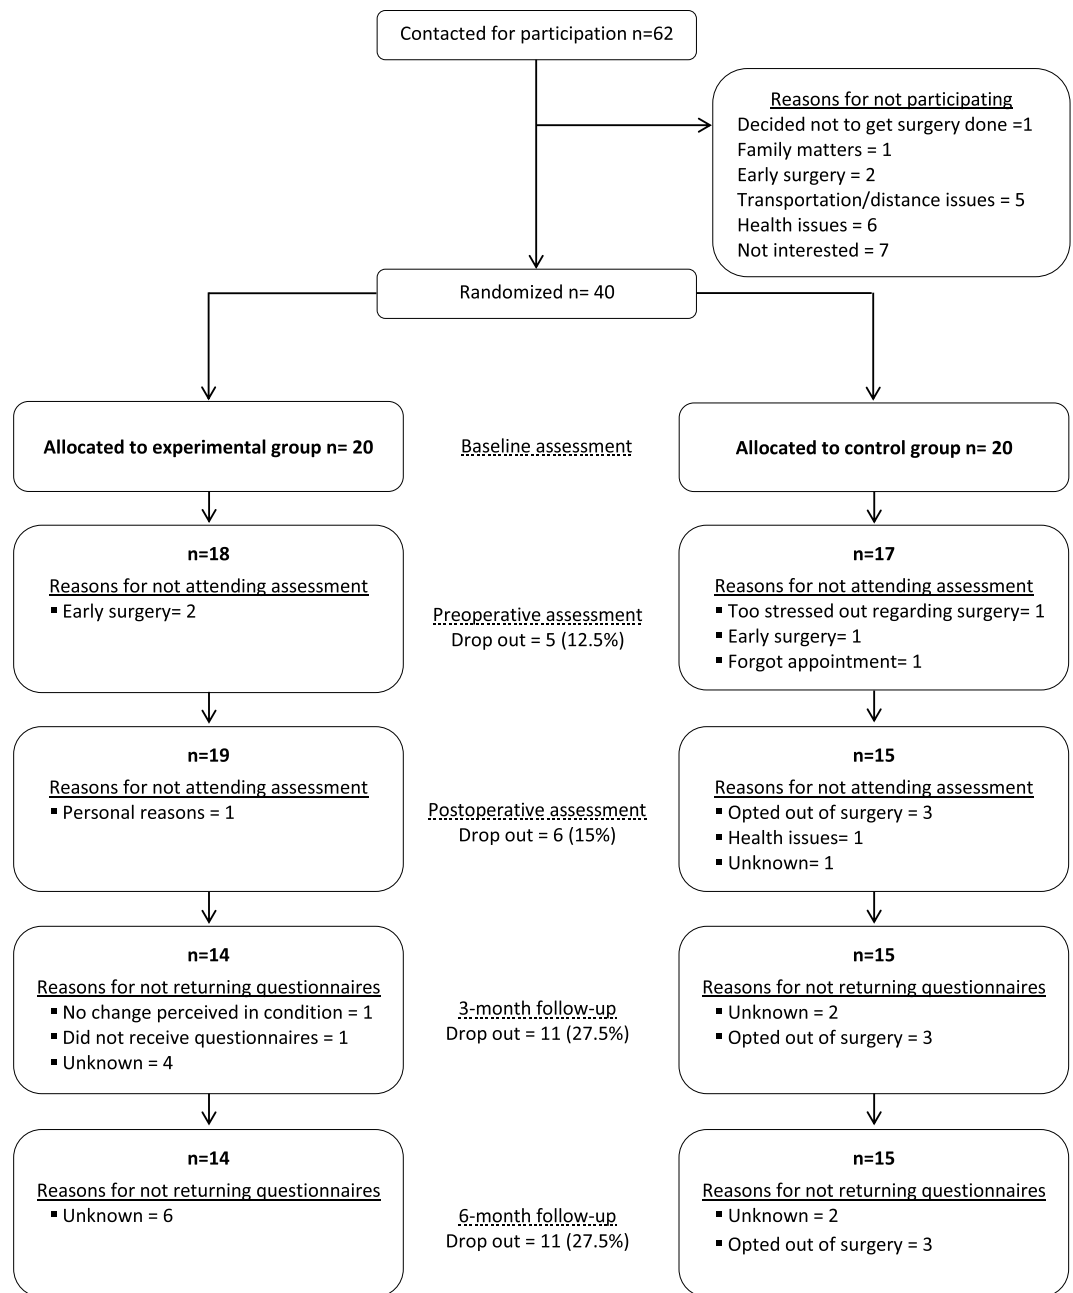 Contacted for participation n=62
Reasons for not participating
Decided not to get surgery done =1
Family matters = 1
Early surgery = 2
Transportation/distance issues = 5
Health issues = 6
Not interested = 7
Randomized n= 40
Allocated to experimental group n= 20
Baseline assessment
Allocated to control group n= 20
n=18
Reasons for not attending assessment
▪ Early surgery= 2
Preoperative assessment
Drop out = 5 (12.5%)
n=17
Reasons for not attending assessment
▪ Too stressed out regarding surgery= 1
▪ Early surgery= 1
▪ Forgot appointment= 1
n=19
Reasons for not attending assessment
▪ Personal reasons = 1
Postoperative assessment
Drop out = 6 (15%)
n=15
Reasons for not attending assessment
▪ Opted out of surgery = 3
▪ Health issues= 1
▪ Unknown= 1
n=14
Reasons for not returning questionnaires
▪ No change perceived in condition = 1
▪ Did not receive questionnaires = 1
▪ Unknown = 4
3-month follow-up
Drop out = 11 (27.5%)
n=15
Reasons for not returning questionnaires
▪ Unknown = 2
▪ Opted out of surgery = 3
n=14
Reasons for not returning questionnaires
▪ Unknown = 6
6-month follow-up
Drop out = 11 (27.5%)
n=15
Reasons for not returning questionnaires
▪ Unknown = 2
▪ Opted out of surgery = 3